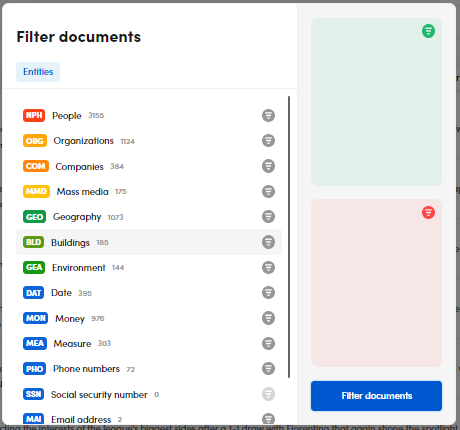 Filter documents
Entities
NPH People 3155
ORG Organizations 1124
COM Companies 384
MMD Mass media 175
GEO Geography 1073
BLD Buildings 185
GEA Environment 144
DAT Date 395
MON Money 976
MEA Measure 303
PHO Phone numbers 72
SSN Social security number 0
MAI Email address 2
Filter documents
cting the interests of the league's biggest sides after a 1-1 draw with Fiorentina that again shone the spotlight